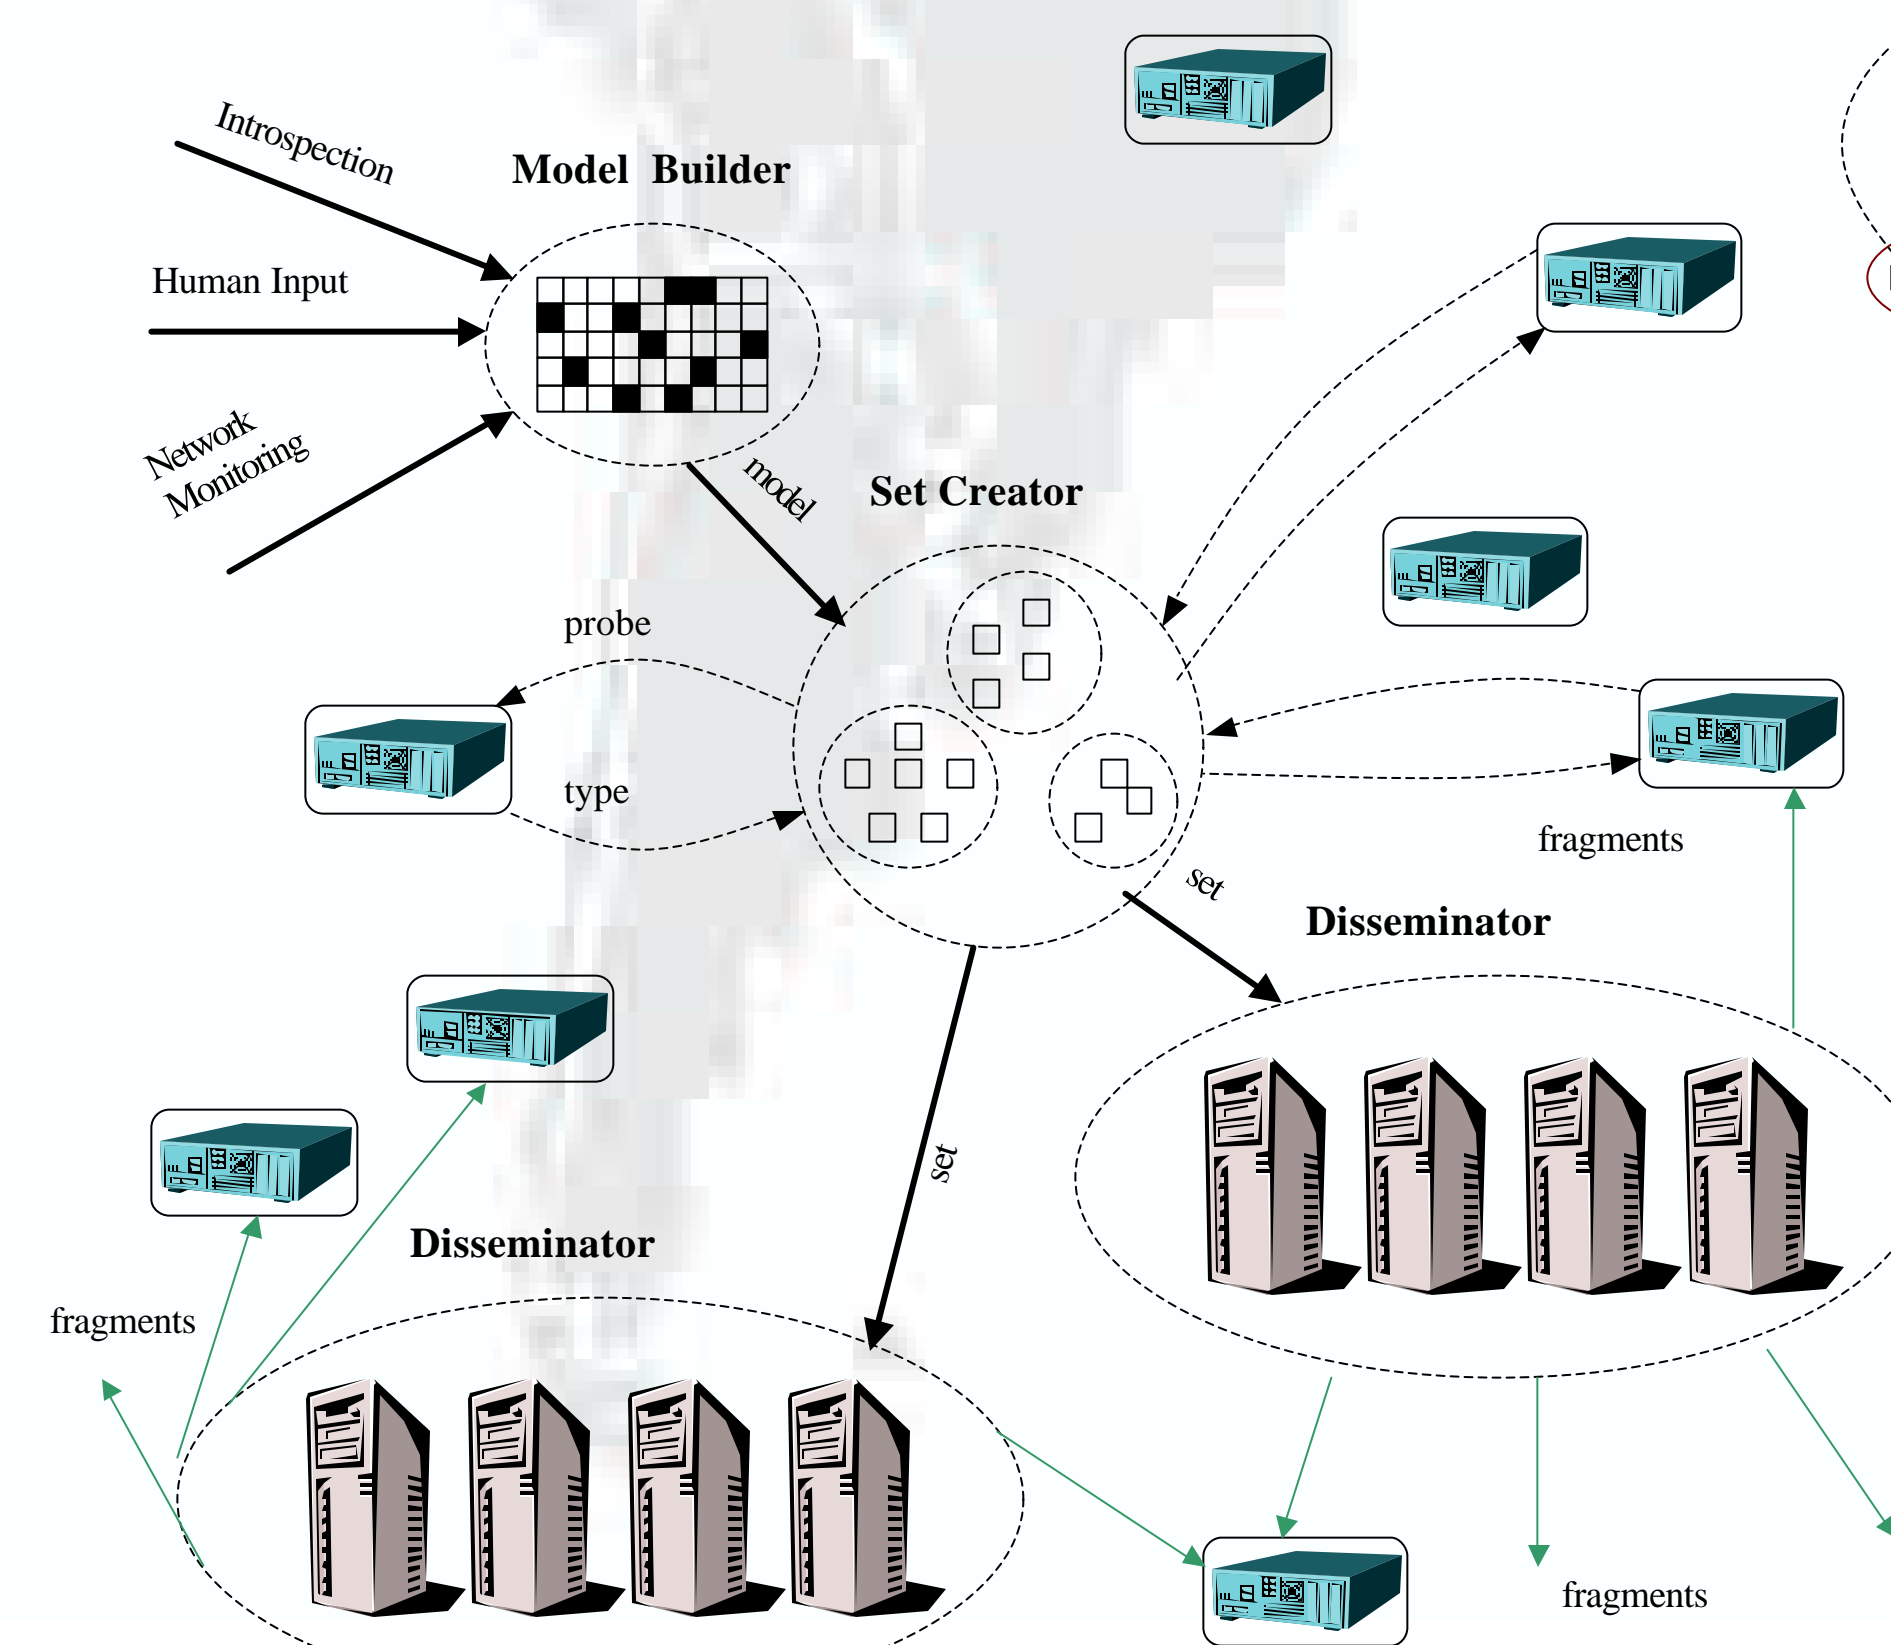 Introspection
Model Builder
Human Input
Network
Monitoring
model
Set Creator
probe
type
fragments
set
Disseminator
set
Disseminator
fragments
fragments